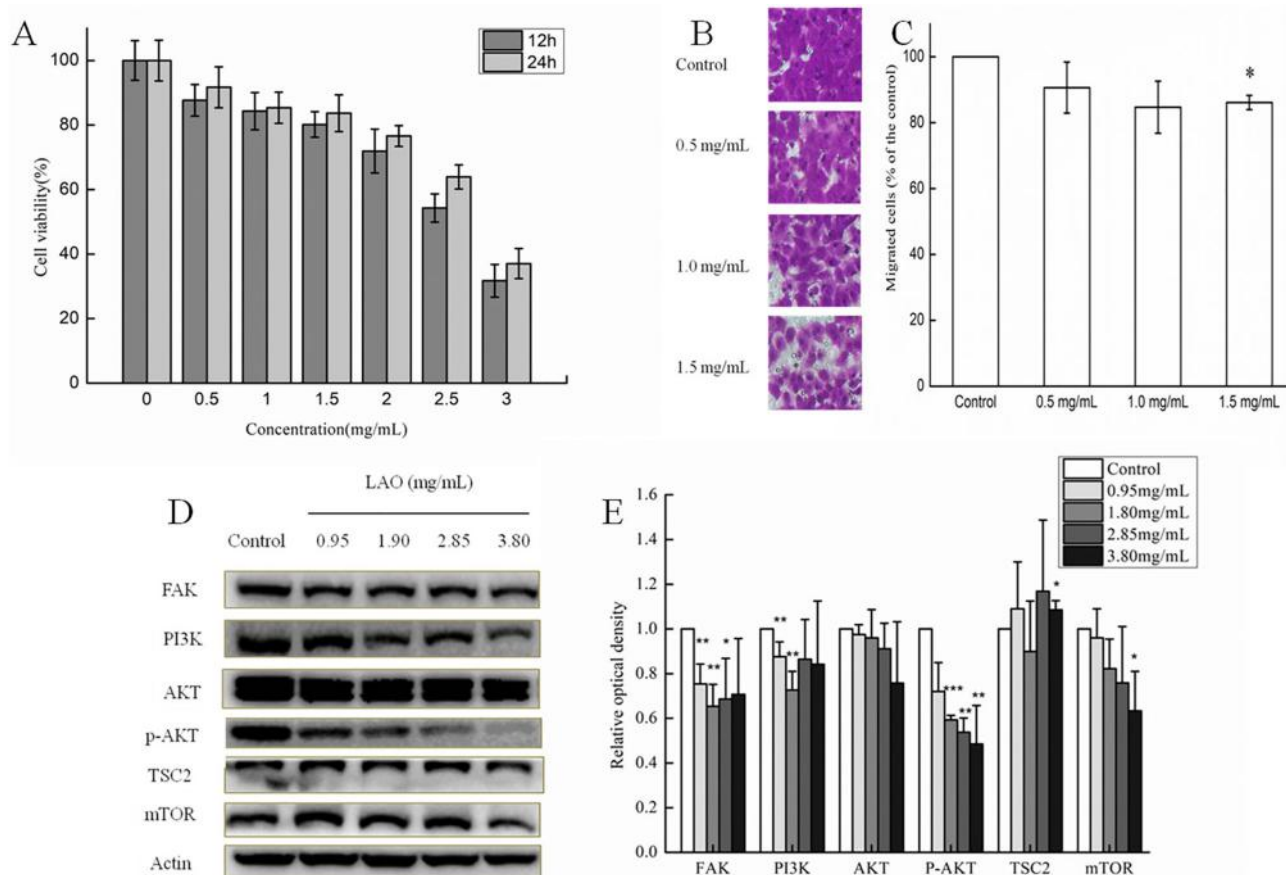 A
Cell viability(%)
100
80
60
40
20
0
12h
24h
0 0.5 1 1.5 2 2.5 3
Concentration(mg/mL)
B
Control
0.5 mg/mL
1.0 mg/mL
1.5 mg/mL
C
Migrated cells (% of the control)
100
80
60
40
20
0
*
Control 0.5 mg/mL 1.0 mg/mL 1.5 mg/mL
D
LAO (mg/mL)
Control 0.95 1.90 2.85 3.80
FAK
PI3K
AKT
p-AKT
TSC2
mTOR
Actin
E
Relative optical density
1.6
1.4
1.2
1.0
0.8
0.6
0.4
0.2
0.0
Control
0.95mg/mL
1.80mg/mL
2.85mg/mL
3.80mg/mL
** ** *
** **
*** ** **
*
*
FAK PI3K AKT P-AKT TSC2 mTOR